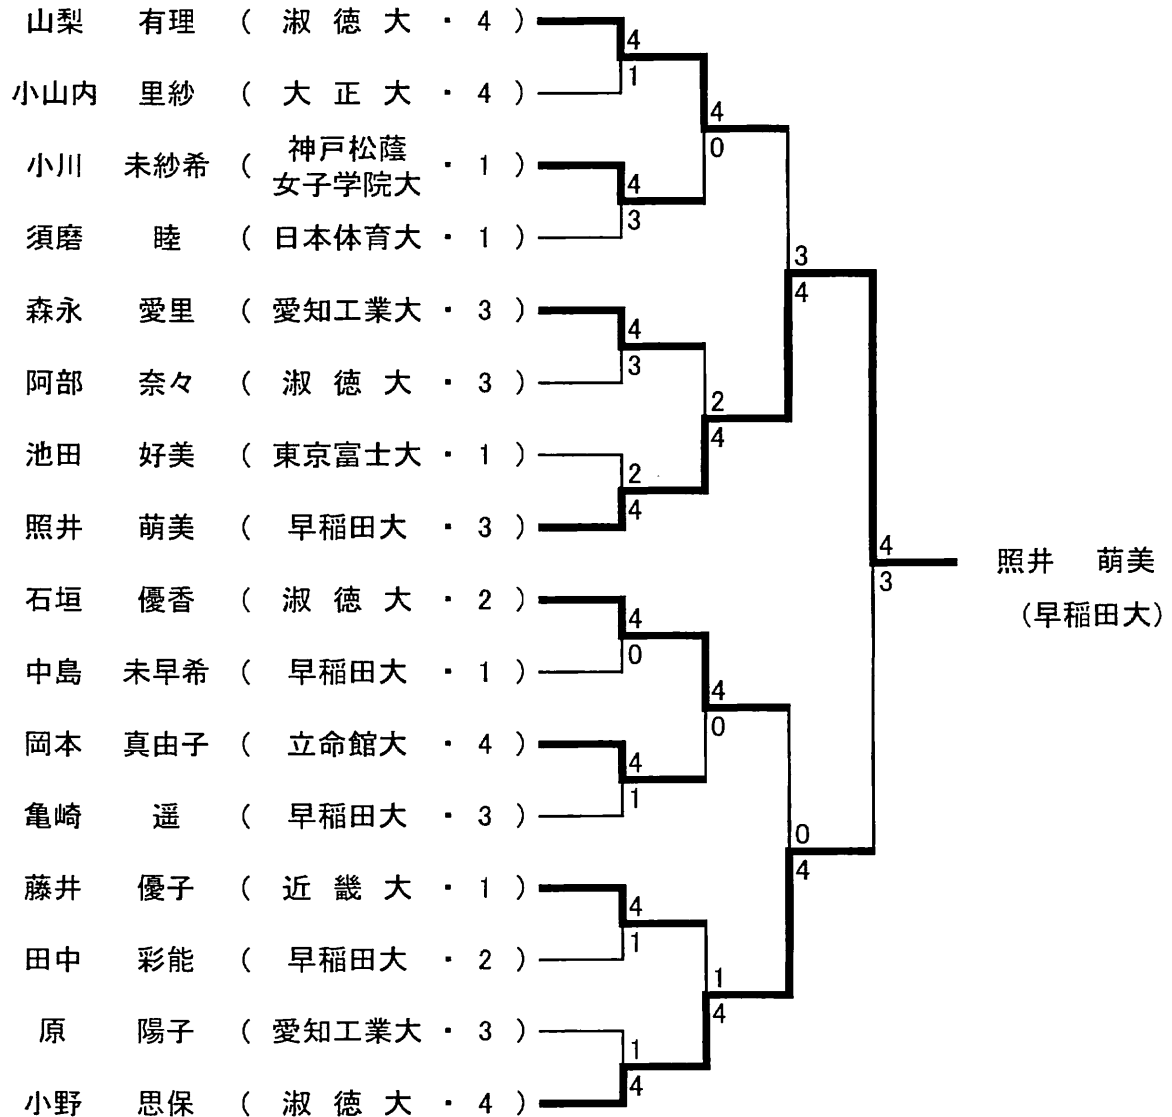 山梨 有理 ( 淑徳大 ・ 4 )
4
1
小山内 里紗 ( 大正大 ・ 4 )
4
0
小川 未紗希 ( 神戸松蔭女子学院大 ・ 1 )
4
3
須磨 睦 ( 日本体育大 ・ 1 )
3
4
森永 愛里 ( 愛知工業大 ・ 3 )
4
3
阿部 奈々 ( 淑徳大 ・ 3 )
2
4
池田 好美 ( 東京富士大 ・ 1 )
2
4
照井 萌美 ( 早稲田大 ・ 3 )
4
3
照井 萌美
(早稲田大)
石垣 優香 ( 淑徳大 ・ 2 )
4
0
中島 未早希 ( 早稲田大 ・ 1 )
4
0
岡本 真由子 ( 立命館大 ・ 4 )
4
1
亀崎 遥 ( 早稲田大 ・ 3 )
0
4
藤井 優子 ( 近畿大 ・ 1 )
4
1
田中 彩能 ( 早稲田大 ・ 2 )
1
4
原 陽子 ( 愛知工業大 ・ 3 )
1
4
小野 思保 ( 淑徳大 ・ 4 )